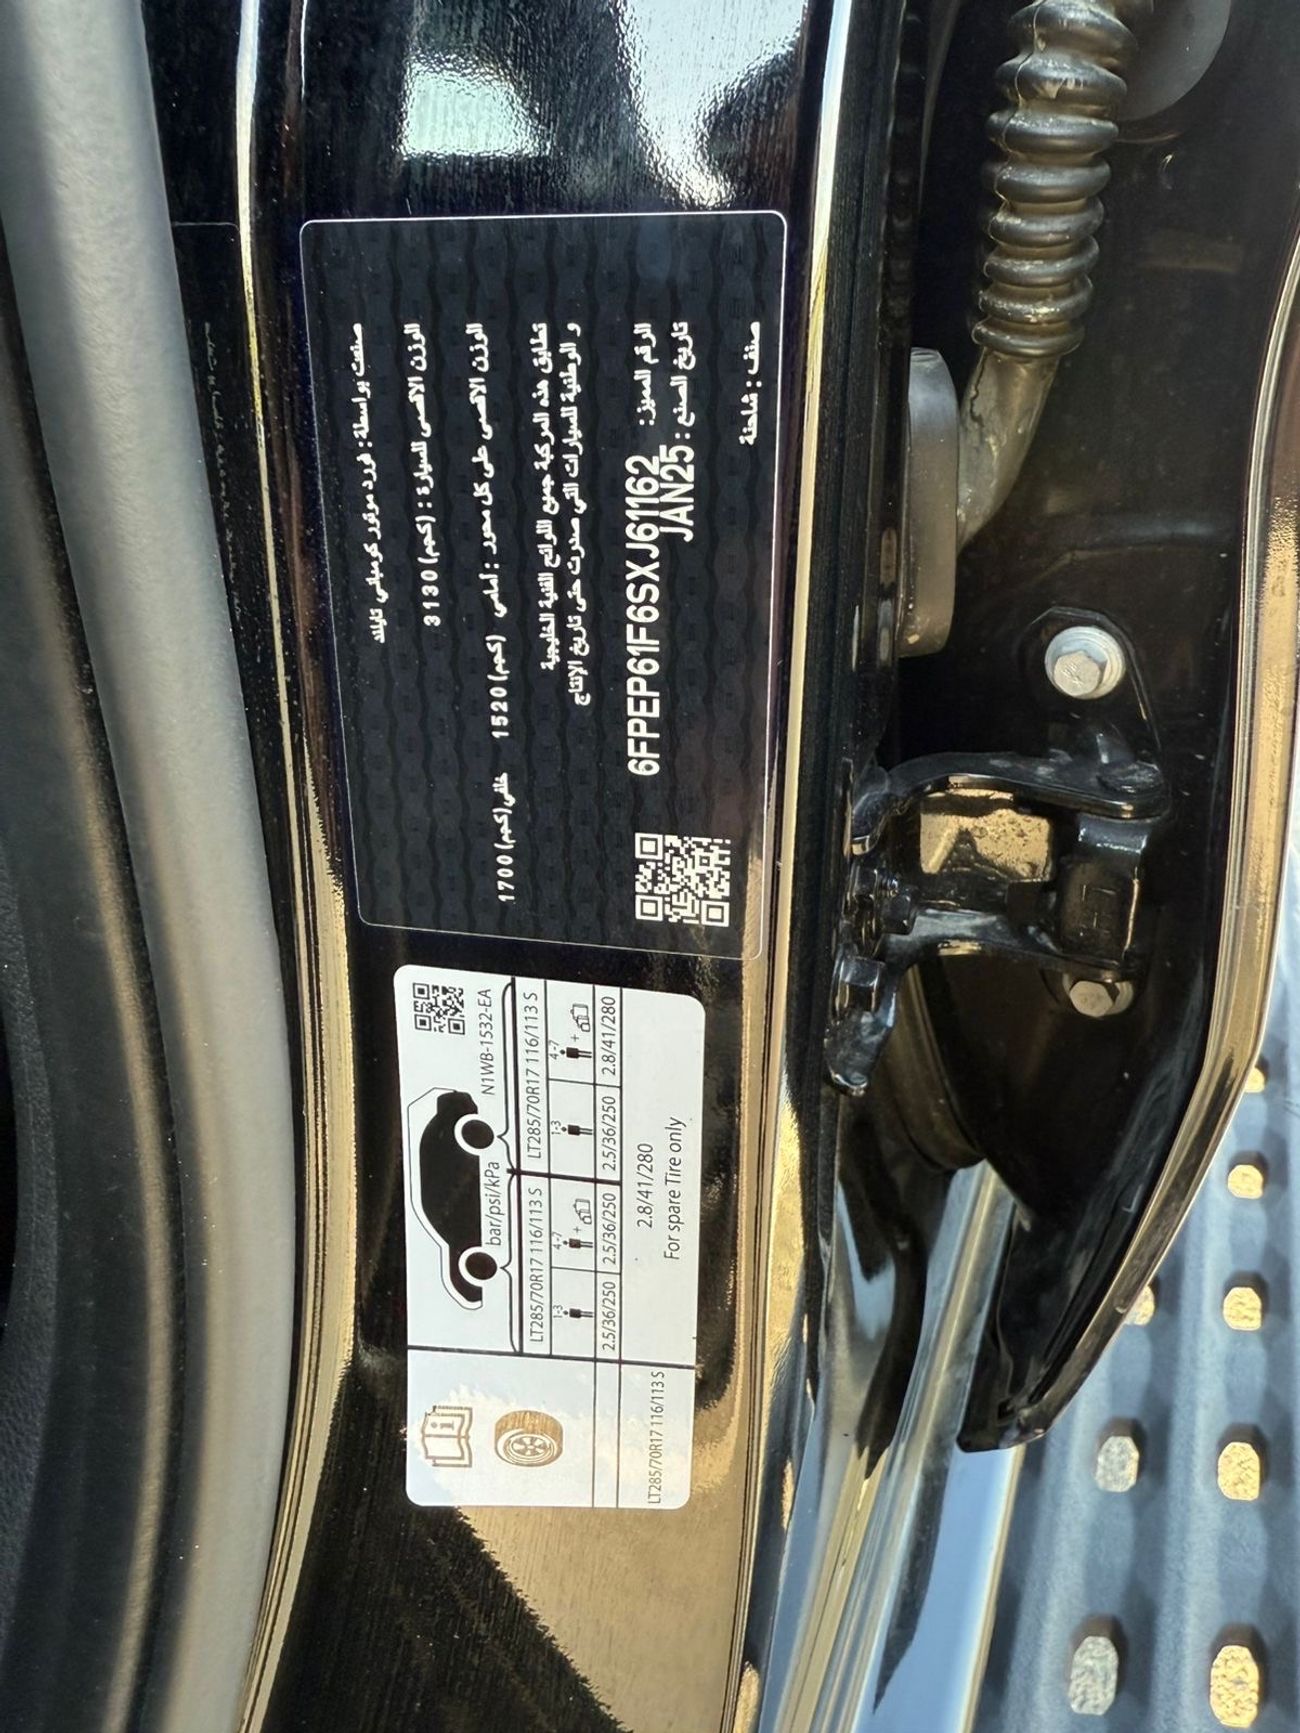 صنعت بواسطة : فورد موتور كومباني تايلند
الوزن الاقصى للسيارة : (كجم) 3130
الوزن الاقصى على كل محور : أمامي (كجم) 1520 خلفي (كجم) 1700
تطابق هذه المركبة جميع اللوائح الفنية الخليجية
و الوطنية للسيارات التي صدرت حتى تاريخ الإنتاج
الرقم المميز: 6FPEP61F6SXJ61162
تاريخ الصنع : JAN25
صنف : شاحنة
N1WB-1532-EA
bar/psi/kPa
LT285/70R17 116/113 S LT285/70R17 116/113 S
1-3 4-7 + 1-3 4-7 +
2.5/36/250 2.5/36/250 2.5/36/250 2.8/41/280
LT285/70R17 116/113 S 2.8/41/280
For spare Tire only